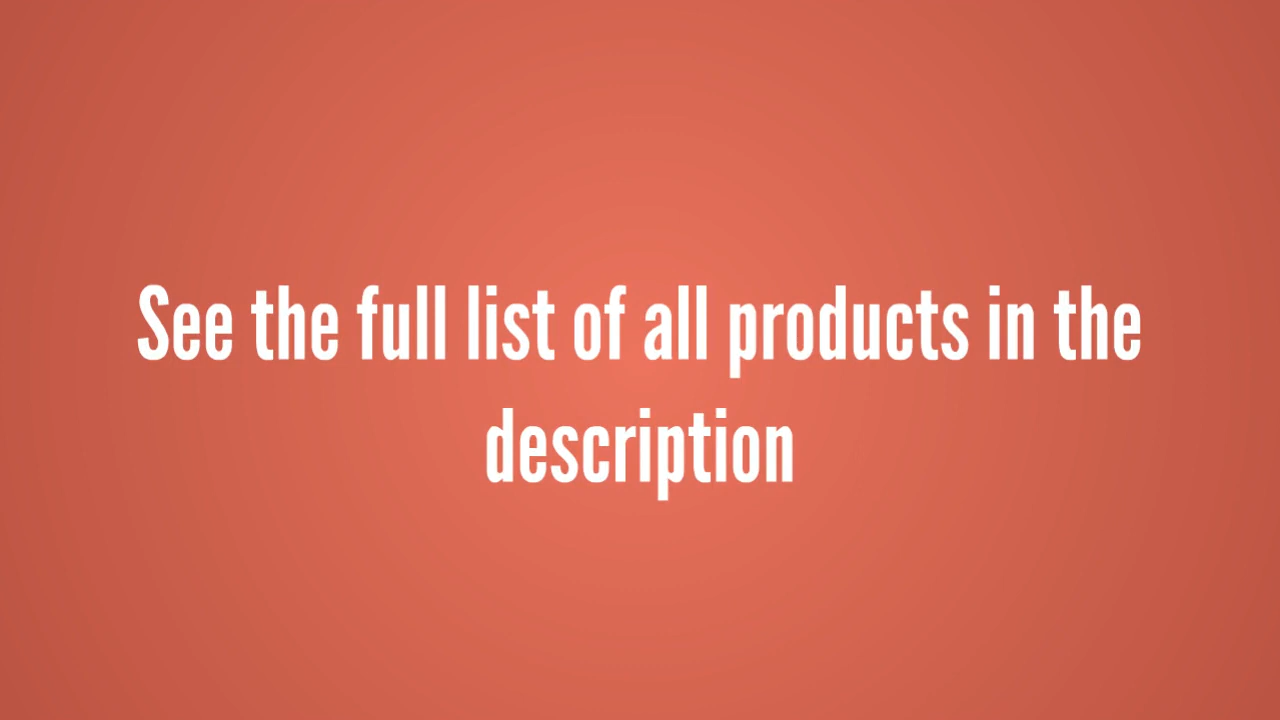 See the full list of all products in the
description